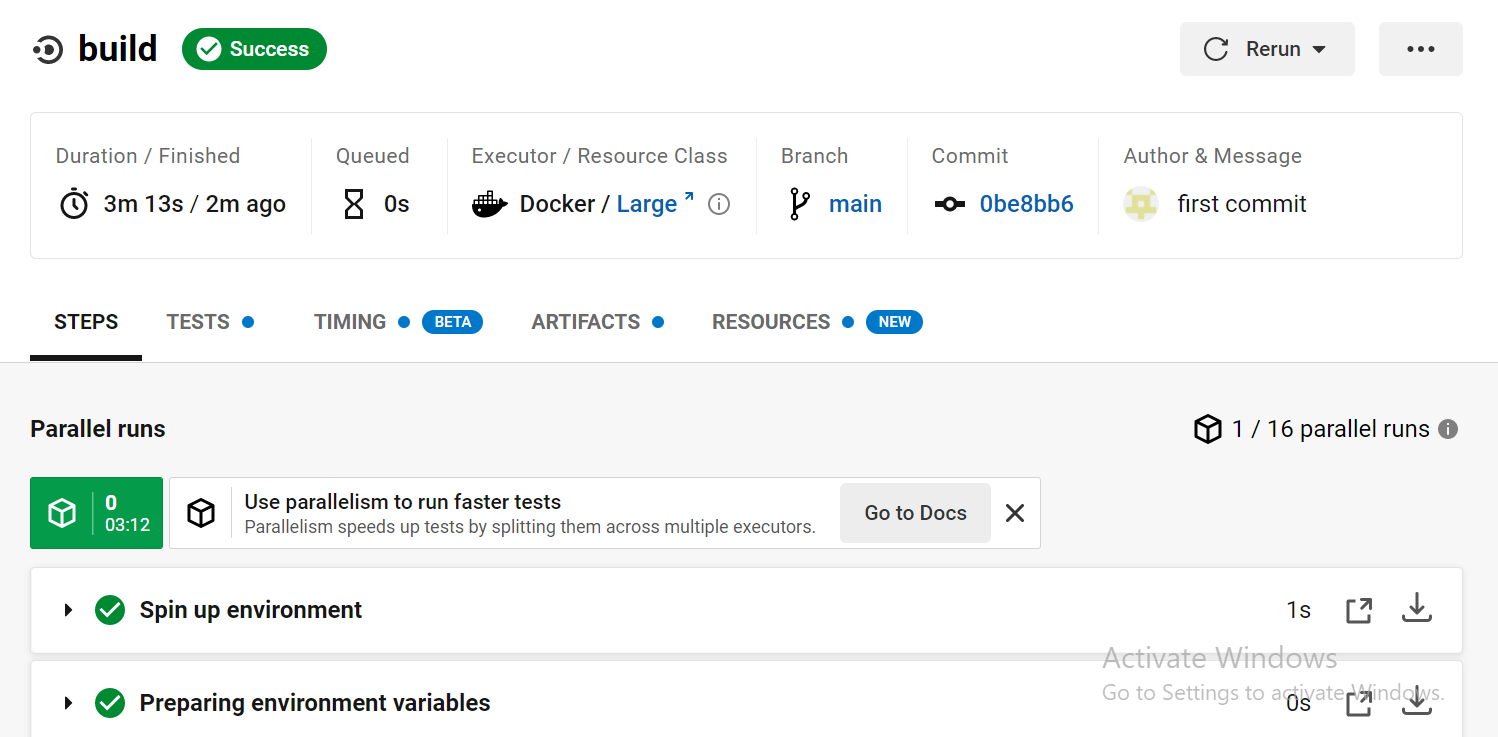 build
Success
Rerun
Duration / Finished
Queued
Executor / Resource Class
Branch
Commit
Author & Message
3m 13s / 2m ago
0s
Docker / Large
main
0be8bb6
first commit
STEPS
TESTS
TIMING
BETA
ARTIFACTS
RESOURCES
NEW
Parallel runs
1 / 16 parallel runs
0
03:12
Use parallelism to run faster tests
Parallelism speeds up tests by splitting them across multiple executors.
Go to Docs
Spin up environment
1s
Activate Windows
Go to Settings to activate Windows.
Preparing environment variables
0s